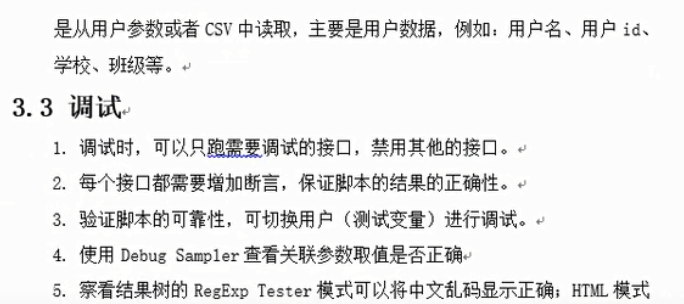 是从用户参数或者 CSV 中读取，主要是用户数据，例如：用户名、用户 id、
学校、班级等。
3.3 调试
1. 调试时，可以只跑需要调试的接口，禁用其他的接口。
2. 每个接口都需要增加断言，保证脚本的结果的正确性。
3. 验证脚本的可靠性，可切换用户（测试变量）进行调试。
4. 使用 Debug Sampler 查看关联参数取值是否正确
5. 察看结果树的 RegExp Tester 模式可以将中文乱码显示正确；HTML 模式